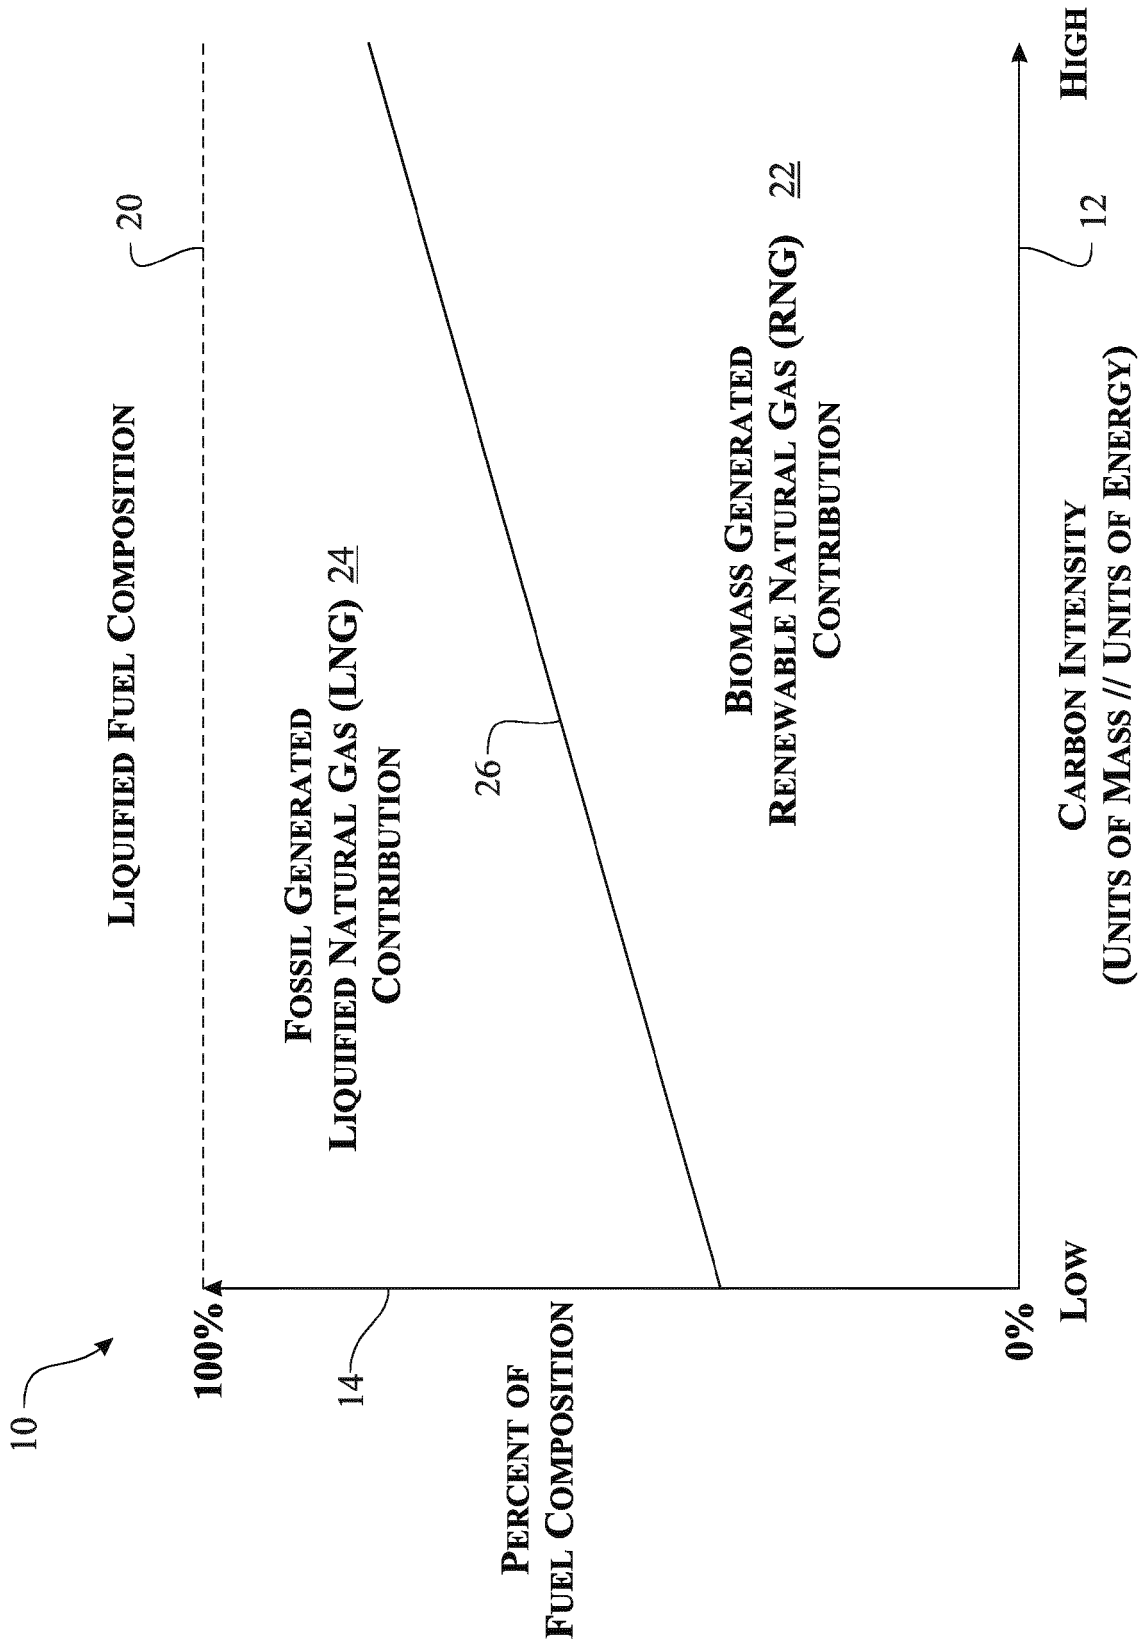 10
LIQUIFIED FUEL COMPOSITION
20
100%
14
FOSSIL GENERATED
LIQUIFIED NATURAL GAS (LNG) 24
CONTRIBUTION
26
PERCENT OF
FUEL COMPOSITION
BIOMASS GENERATED
RENEWABLE NATURAL GAS (RNG) 22
CONTRIBUTION
0%
12
LOW
CARBON INTENSITY
(UNITS OF MASS // UNITS OF ENERGY)
HIGH